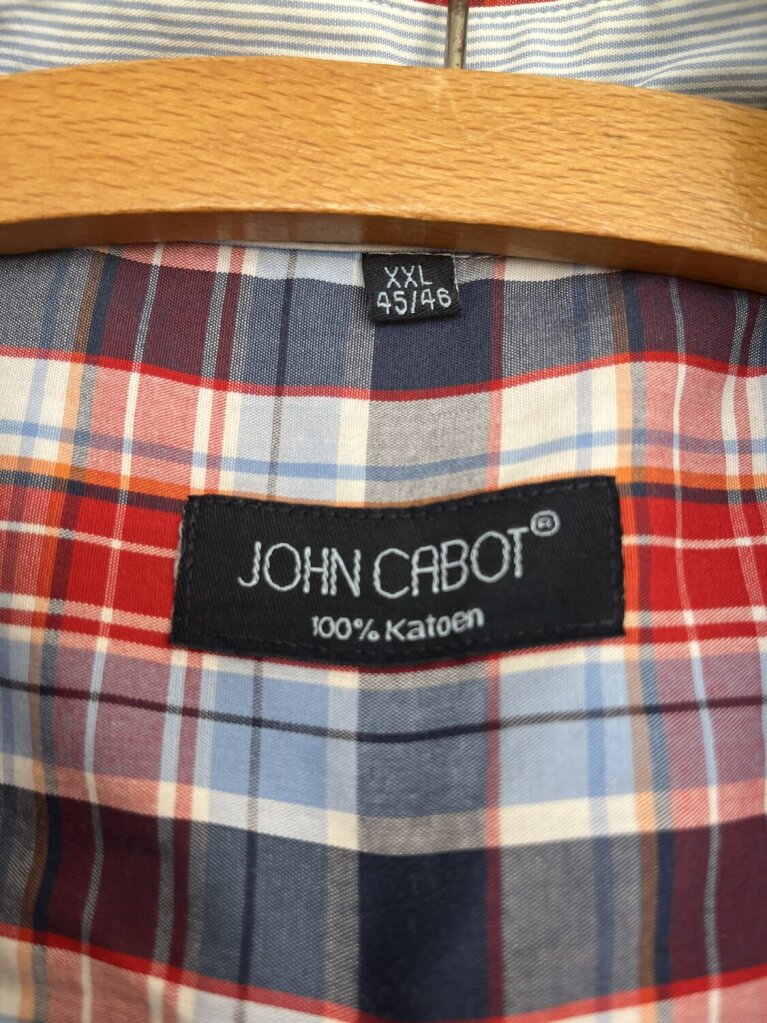 XXL
45/46
JOHN CABOT®
100% Katoen